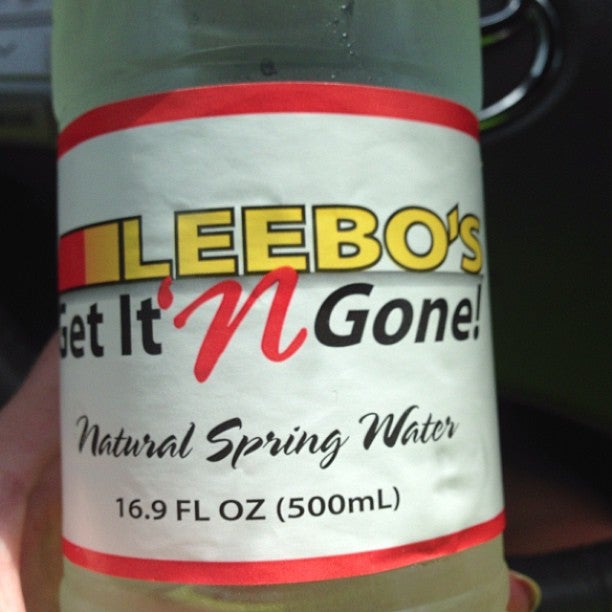 LEEBO'S
Get It 'n Gone!
Natural Spring Water
16.9 FL OZ (500mL)